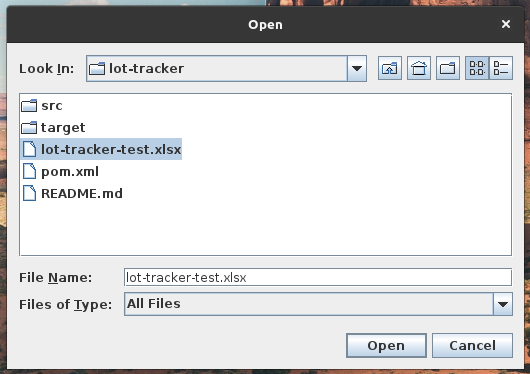 Open
Look In: lot-tracker
src
target
lot-tracker-test.xlsx
pom.xml
README.md
File Name: lot-tracker-test.xlsx
Files of Type: All Files
Open Cancel